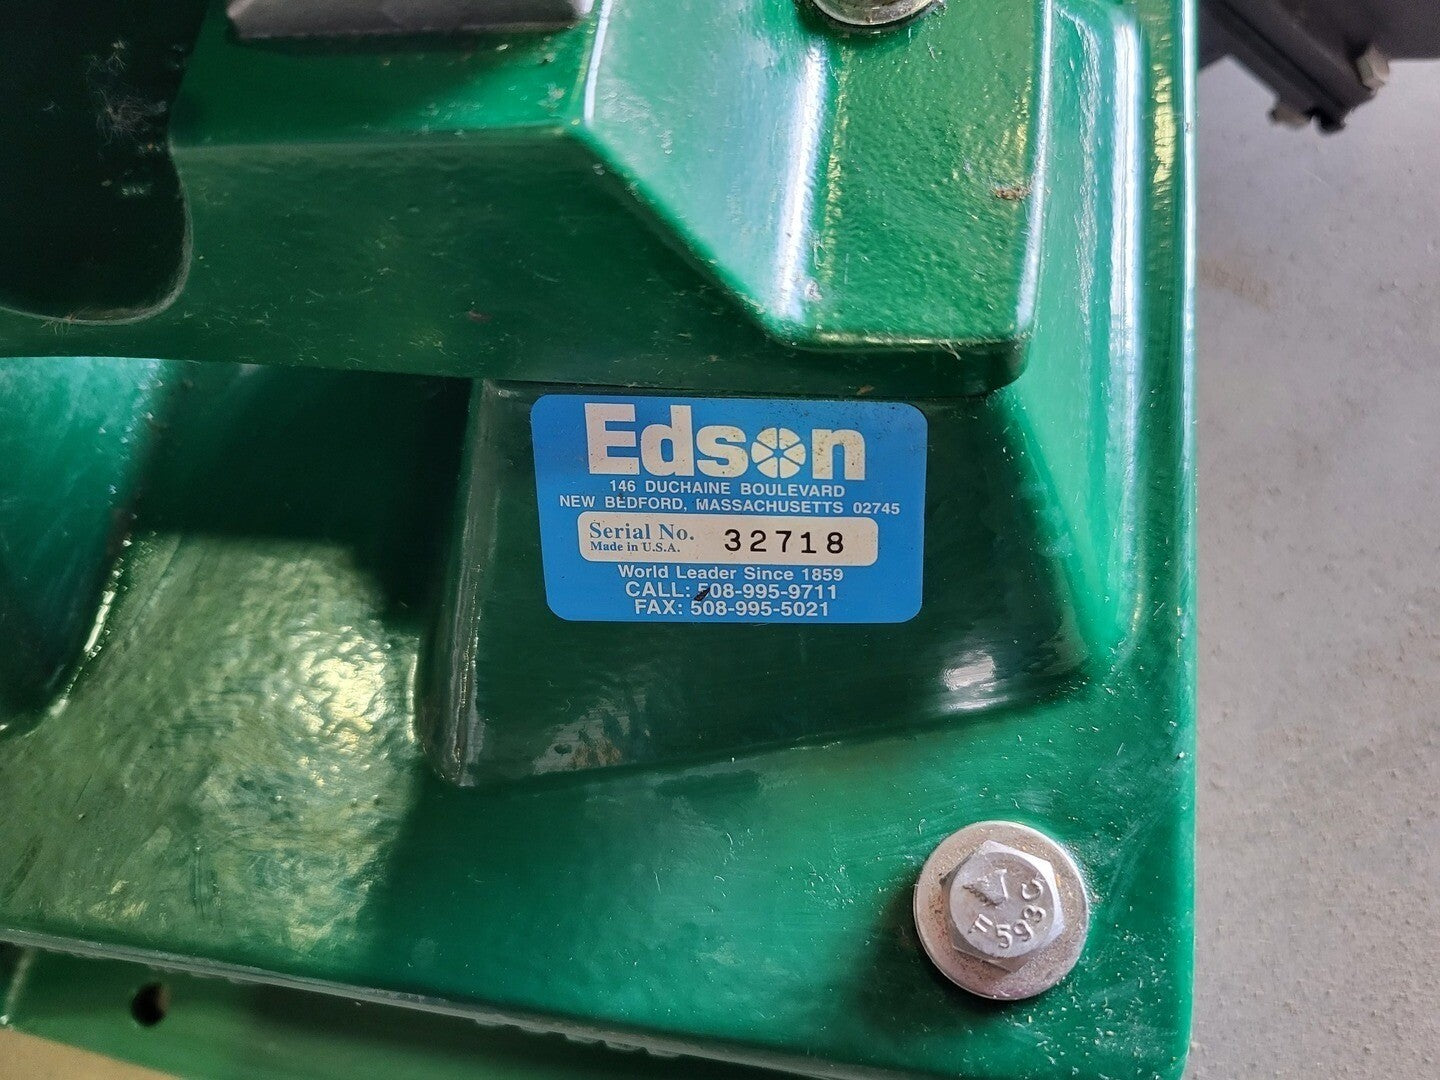 Edson
146 DUCHAINE BOULEVARD
NEW BEDFORD, MASSACHUSETTS 02745
Serial No. 32718
Made in U.S.A.
World Leader Since 1859
CALL: 508-995-9711
FAX: 508-995-5021
F593C